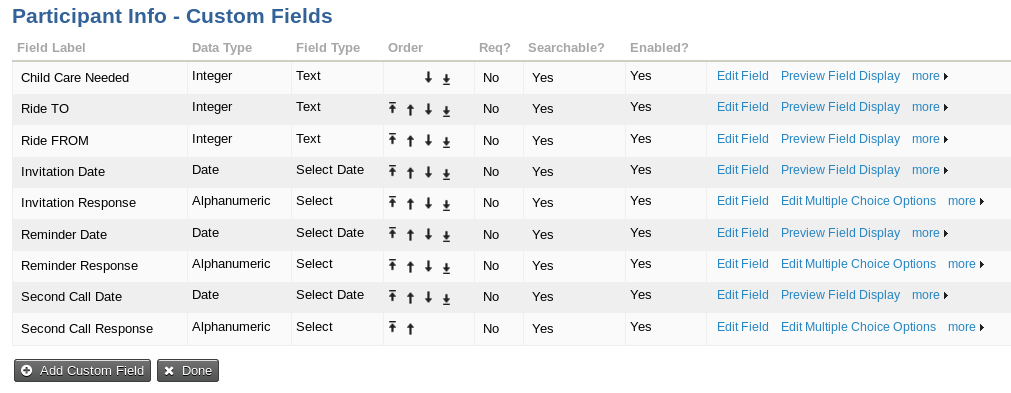 Participant Info - Custom Fields
Field Label Data Type Field Type Order Req? Searchable? Enabled?
Child Care Needed Integer Text No Yes Yes Edit Field Preview Field Display more
Ride TO Integer Text No Yes Yes Edit Field Preview Field Display more
Ride FROM Integer Text No Yes Yes Edit Field Preview Field Display more
Invitation Date Date Select Date No Yes Yes Edit Field Preview Field Display more
Invitation Response Alphanumeric Select No Yes Yes Edit Field Edit Multiple Choice Options more
Reminder Date Date Select Date No Yes Yes Edit Field Preview Field Display more
Reminder Response Alphanumeric Select No Yes Yes Edit Field Edit Multiple Choice Options more
Second Call Date Date Select Date No Yes Yes Edit Field Preview Field Display more
Second Call Response Alphanumeric Select No Yes Yes Edit Field Edit Multiple Choice Options more
Add Custom Field Done